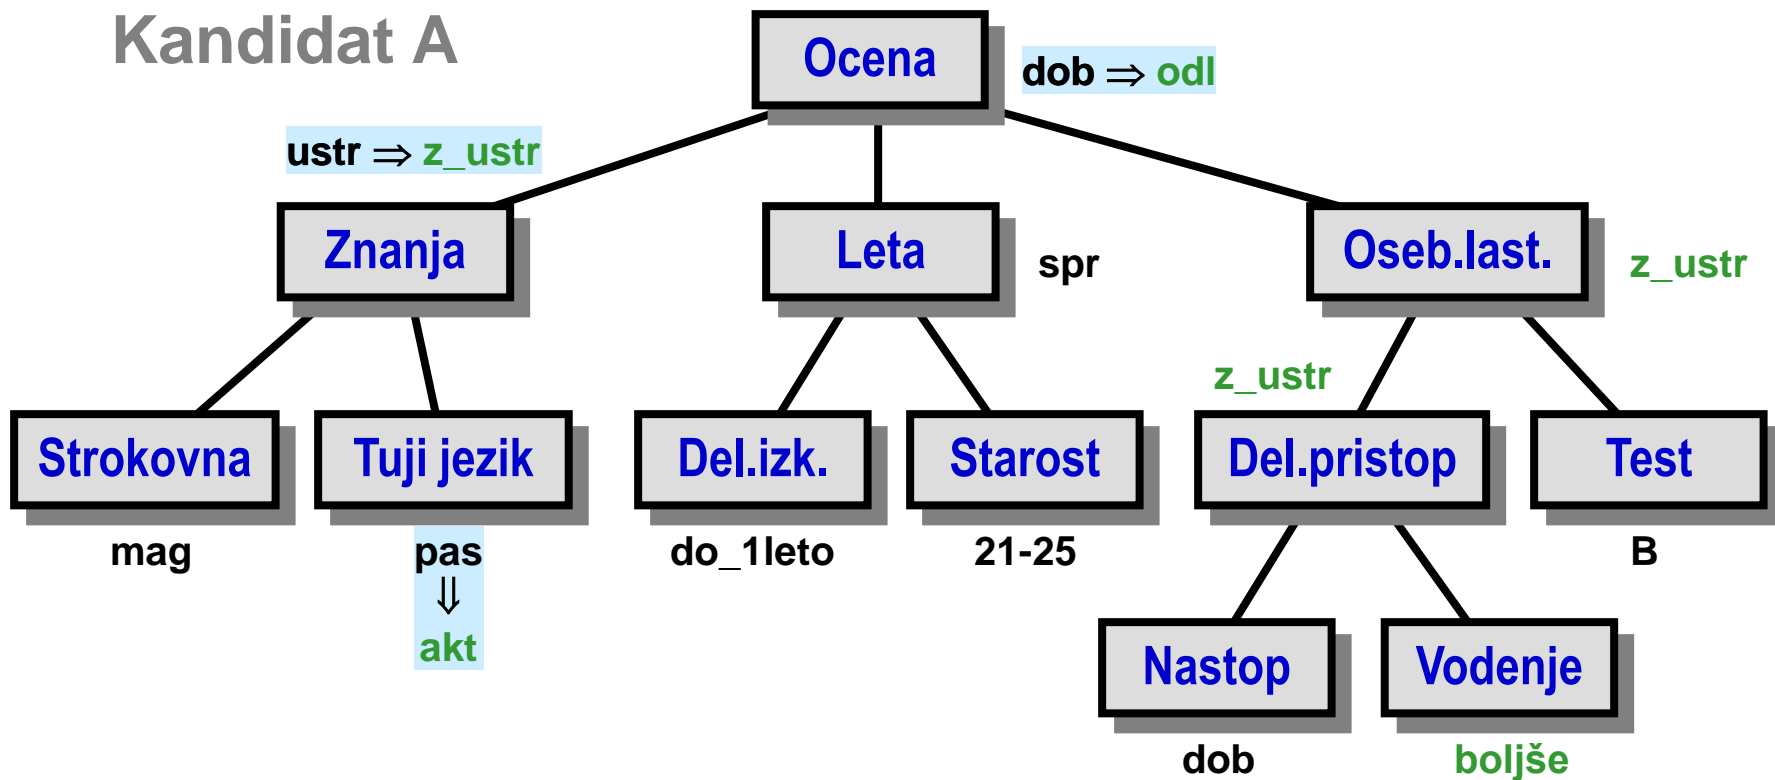 Kandidat A
Ocena
dob ⇒ odl
ustr ⇒ z_ustr
Znanja
Leta
spr
Oseb.last.
z_ustr
z_ustr
Strokovna
Tuji jezik
Del.izk.
Starost
Del.pristop
Test
mag
pas
⇓
akt
do_1leto
21-25
B
Nastop
Vodenje
dob
boljše